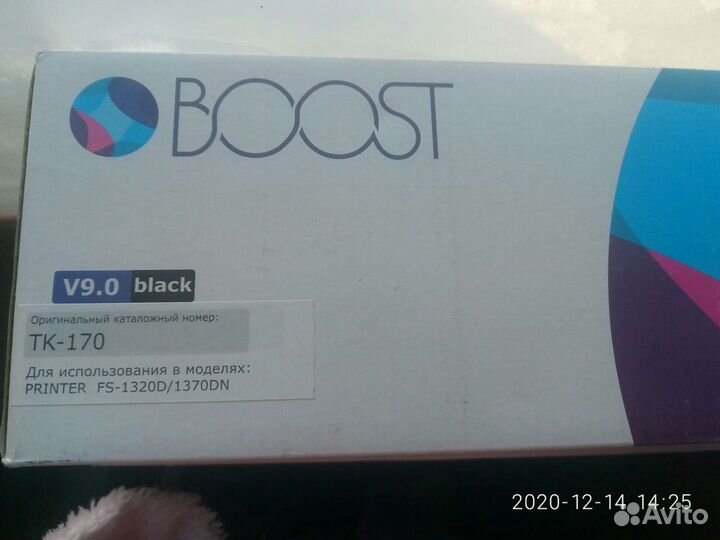 BOOST
V9.0 black
Оригинальный каталожный номер:
TK-170
Для использования в моделях:
PRINTER FS-1320D/1370DN
2020-12-14 14:25
Avito